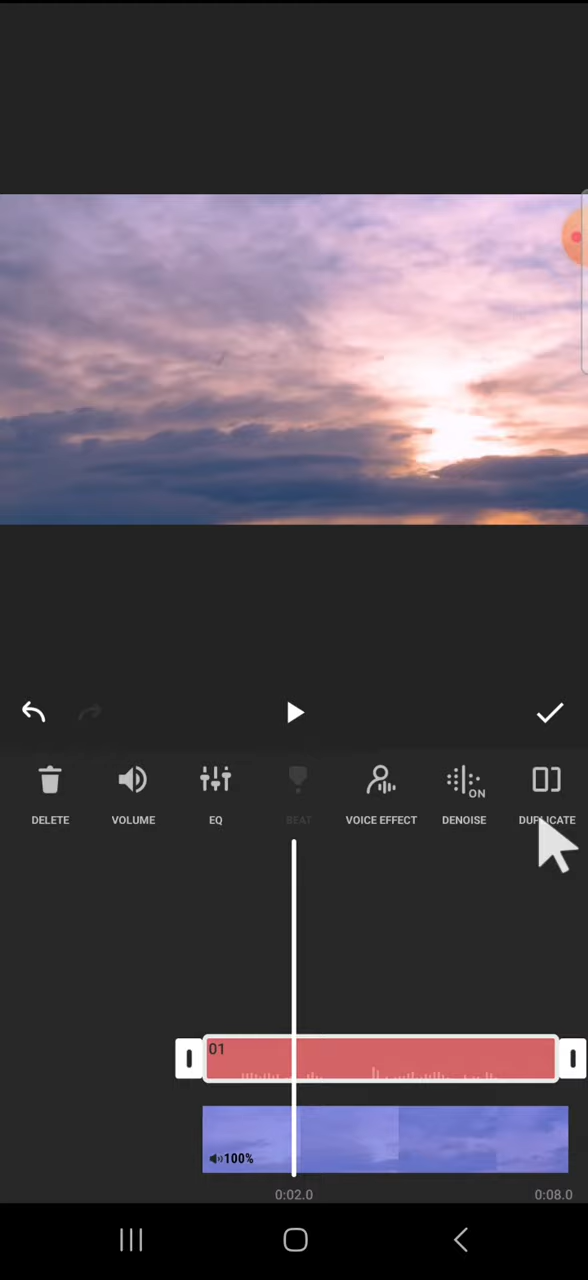 DELETE VOLUME EQ BEAT VOICE EFFECT DENOISE DUPLICATE
ON
01
100%
0:02.0 0:08.0